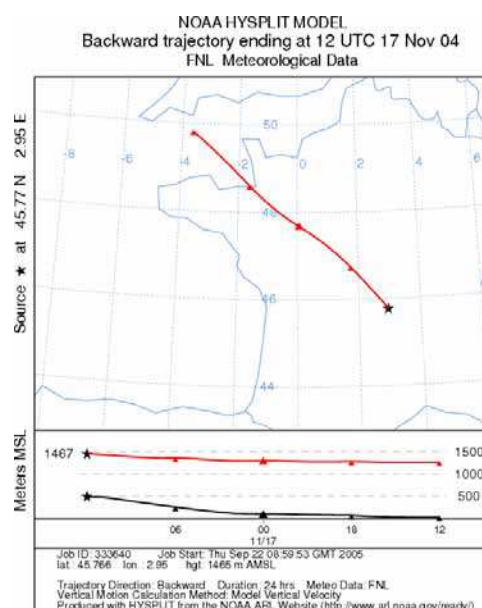 NOAA HYSPLIT MODEL
Backward trajectory ending at 12 UTC 17 Nov 04
FNL Meteorological Data
Source ★ at 45.77 N 2.95 E
50
-8
-6
-4
-2
0
2
4
6
48
46
44
Meters MSL
1467
1500
1000
500
06 00 18 12
11/17
Job ID: 333640 Job Start: Thu Sep 22 08:59:53 GMT 2005
lat: 45.766 lon: 2.95 hgt: 1465 m AMSL
Trajectory Direction: Backward Duration: 24 hrs Meteo Data: FNL
Vertical Motion Calculation Method: Model Vertical Velocity
Produced with HYSPLIT from the NOAA ARL Website (http://www.arl.noaa.gov/ready/)